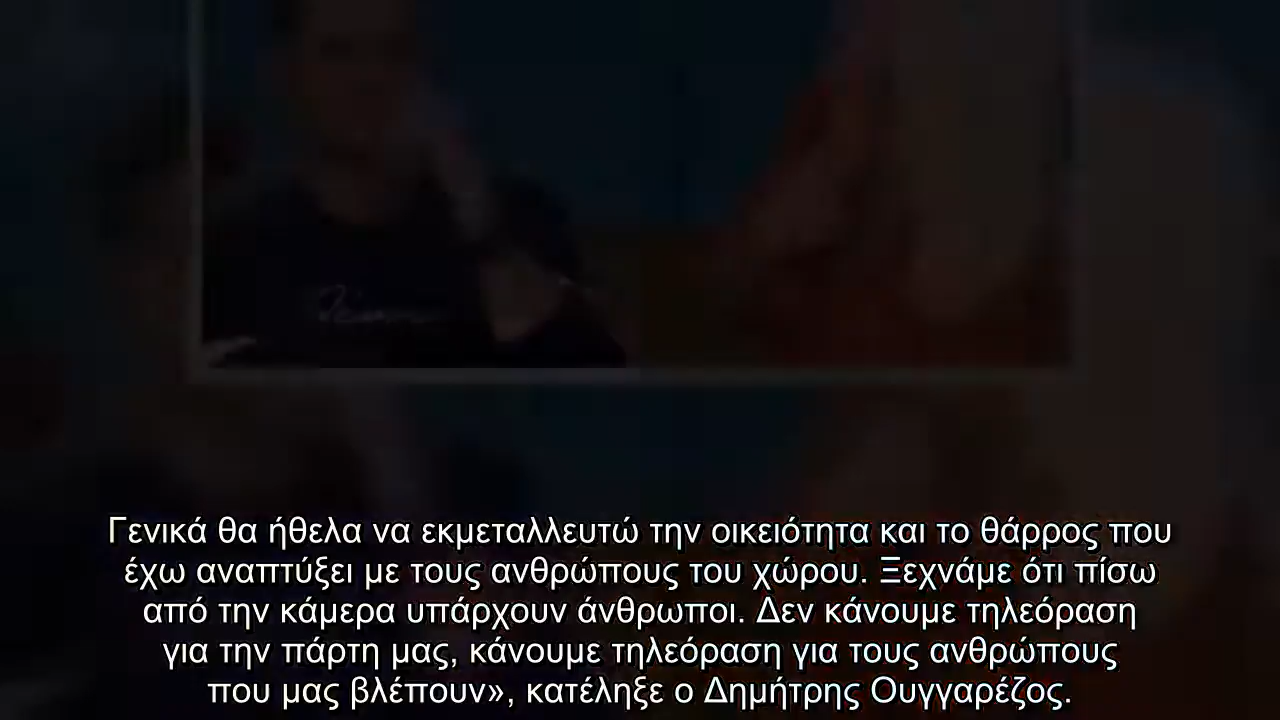 Γενικά θα ήθελα να εκμεταλλευτώ την οικειότητα και το θάρρος που
έχω αναπτύξει με τους ανθρώπους του χώρου. Ξεχνάμε ότι πίσω
από την κάμερα υπάρχουν άνθρωποι. Δεν κάνουμε τηλεόραση
για την πάρτη μας, κάνουμε τηλεόραση για τους ανθρώπους
που μας βλέπουν», κατέληξε ο Δημήτρης Ουγγαρέζος.